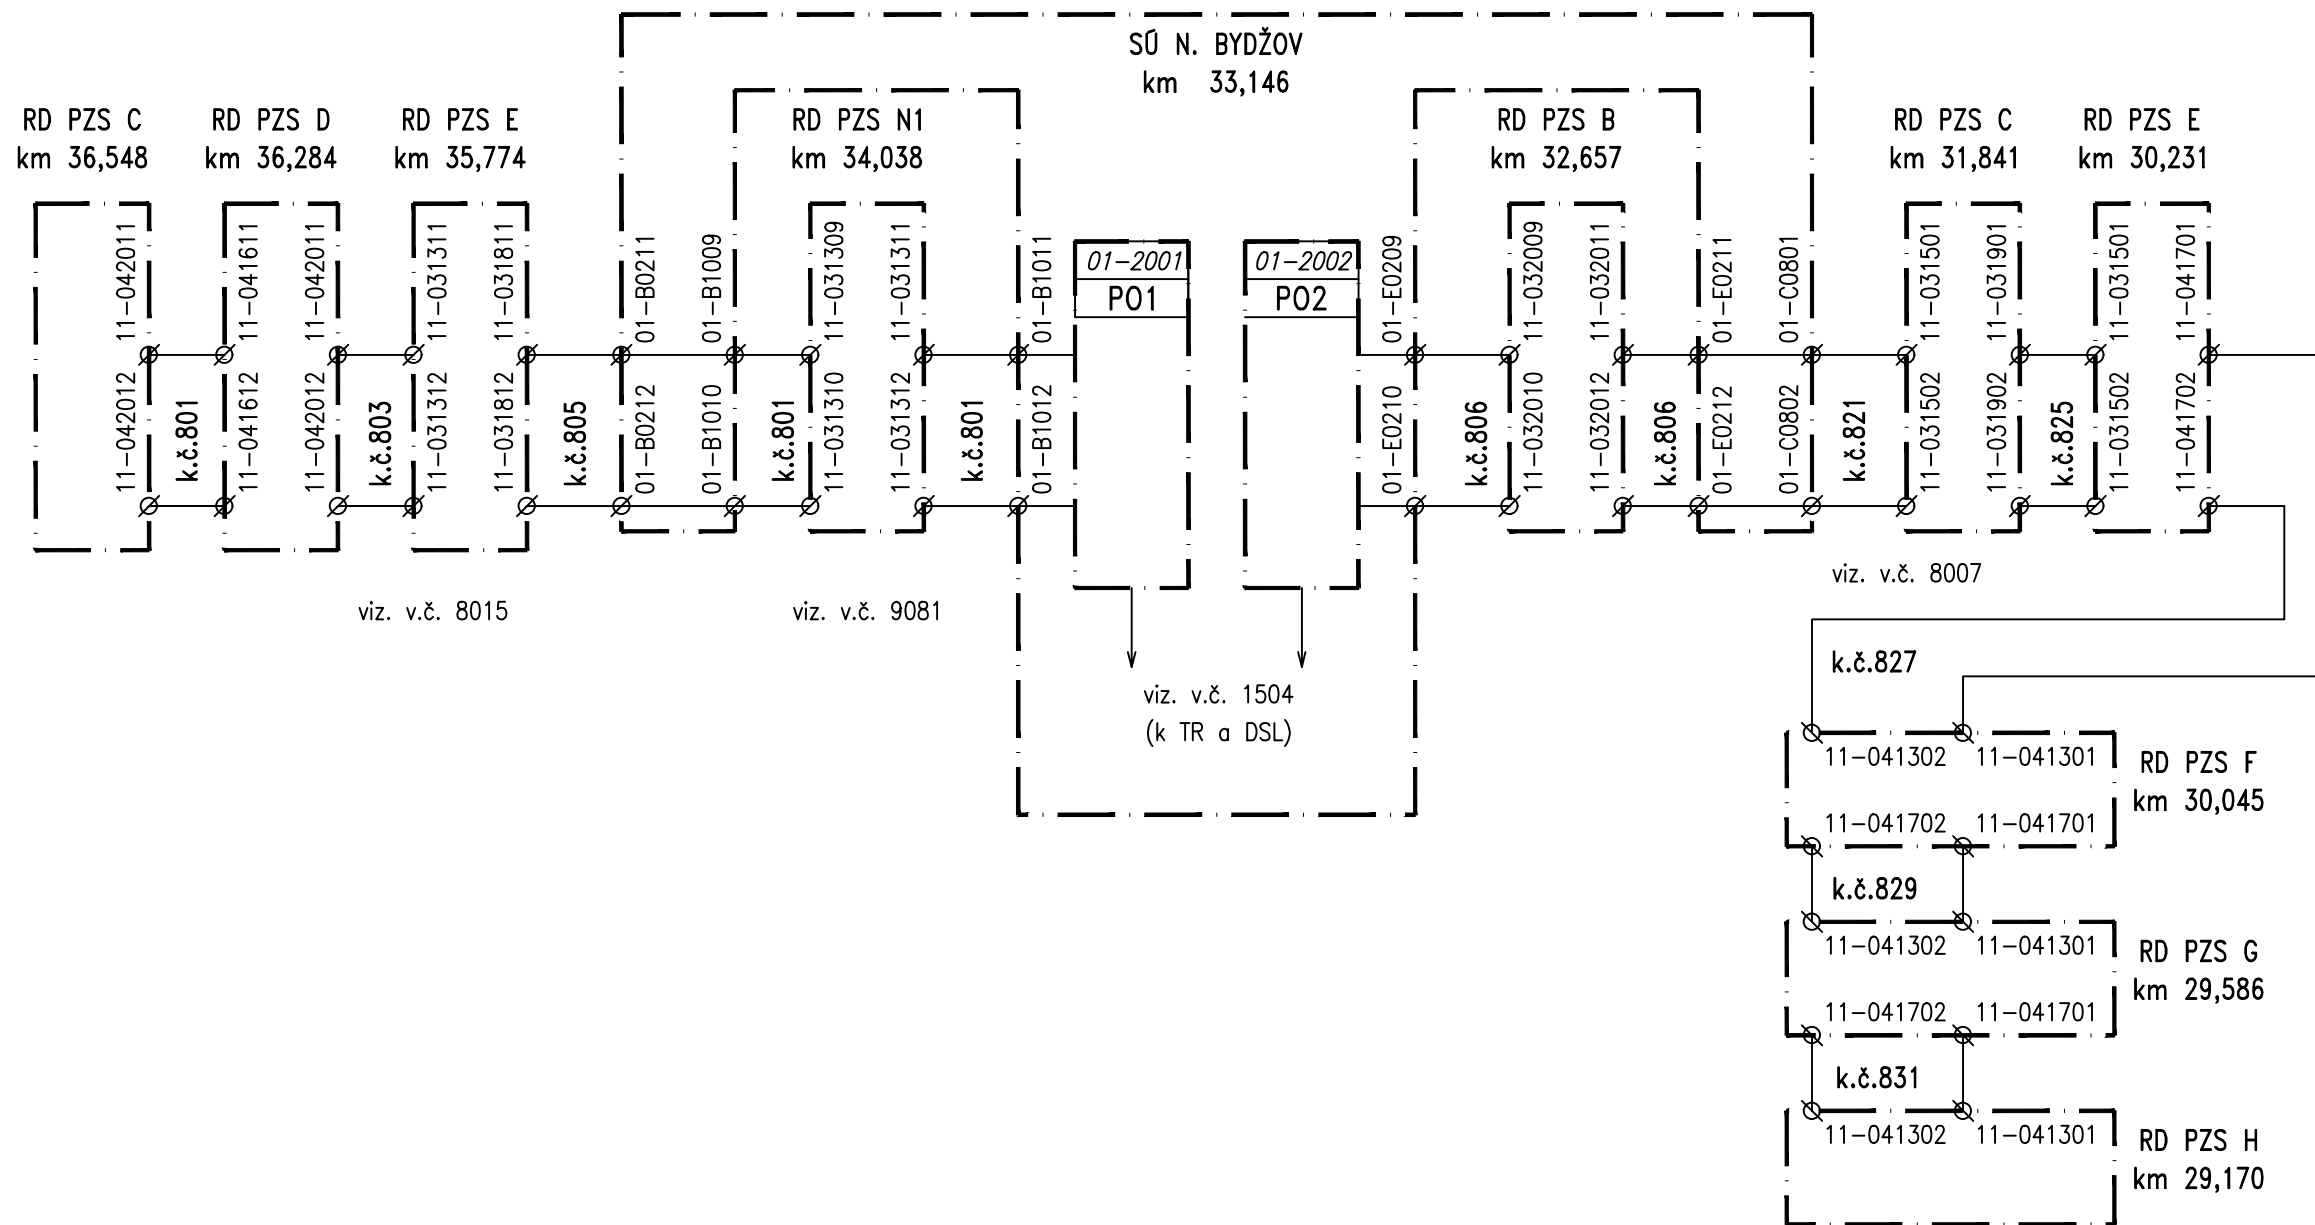 SÚ N. BYDŽOV
km 33,146
RD PZS C
km 36,548
RD PZS D
km 36,284
RD PZS E
km 35,774
RD PZS N1
km 34,038
RD PZS B
km 32,657
RD PZS C
km 31,841
RD PZS E
km 30,231
11-042011
11-041611
11-042011
11-031311
11-031811
01-B0211
01-B1009
11-031309
11-031311
01-B1011
01-2001
PO1
01-2002
PO2
01-E0209
11-032009
11-032011
01-E0211
01-C0801
11-031501
11-031901
11-031501
11-041701
11-042012
k.č.801
11-041612
11-042012
k.č.803
11-031312
11-031812
k.č.805
01-B0212
01-B1010
k.č.801
11-031310
11-031312
k.č.801
01-B1012
01-E0210
k.č.806
11-032010
11-032012
k.č.806
01-E0212
01-C0802
k.č.821
11-031502
11-031902
k.č.825
11-031502
11-041702
viz. v.č. 8015
viz. v.č. 9081
viz. v.č. 8007
viz. v.č. 1504
(k TR a DSL)
k.č.827
11-041302
11-041301
RD PZS F
km 30,045
11-041702
11-041701
k.č.829
11-041302
11-041301
RD PZS G
km 29,586
11-041702
11-041701
k.č.831
11-041302
11-041301
RD PZS H
km 29,170